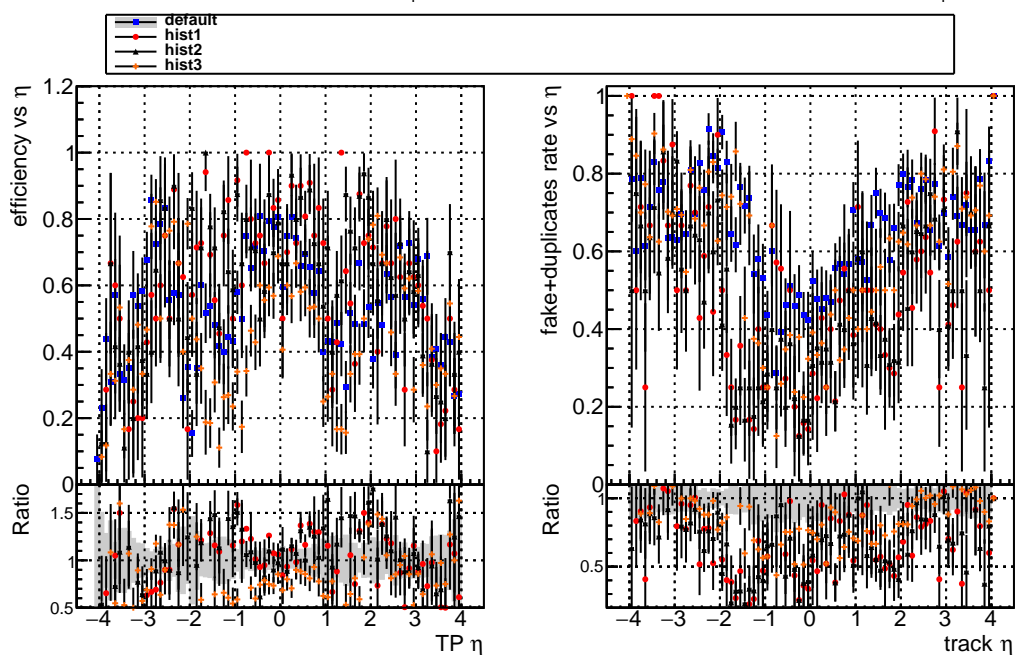 default
hist1
hist2
hist3
efficiency vs η
1.2
1
0.8
0.6
0.4
0.2
0
Ratio
1.5
1
0.5
−4 −3 −2 −1 0 1 2 3 4
TP η
fake+duplicates rate vs η
1
0.8
0.6
0.4
0.2
0
Ratio
1
0.5
−4 −3 −2 −1 0 1 2 3 4
track η